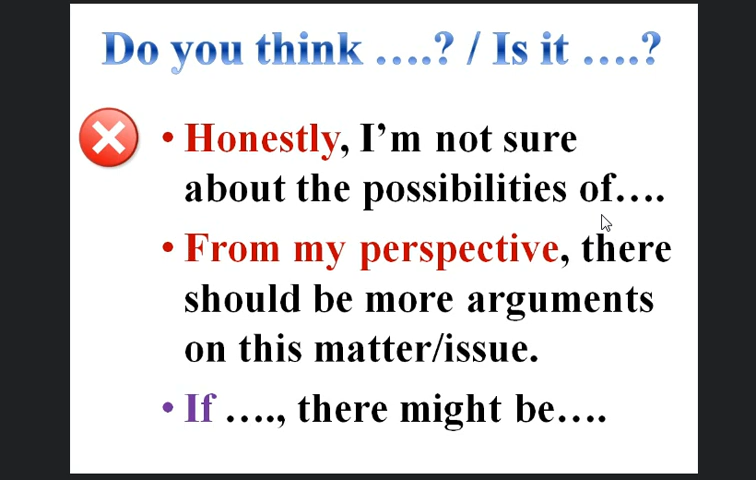 Do you think ….? / Is it ….?
• Honestly, I’m not sure
about the possibilities of….
• From my perspective, there
should be more arguments
on this matter/issue.
• If …., there might be….